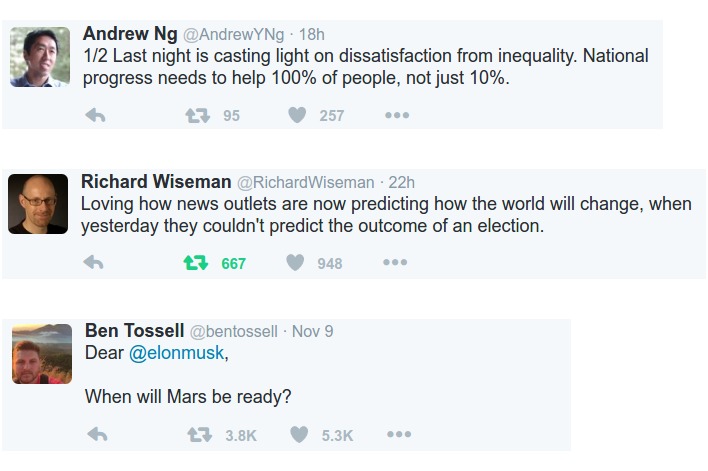 Andrew Ng @AndrewYNg · 18h
1/2 Last night is casting light on dissatisfaction from inequality. National
progress needs to help 100% of people, not just 10%.
95 257
Richard Wiseman @RichardWiseman · 22h
Loving how news outlets are now predicting how the world will change, when
yesterday they couldn't predict the outcome of an election.
667 948
Ben Tossell @bentossell · Nov 9
Dear @elonmusk,
When will Mars be ready?
3.8K 5.3K